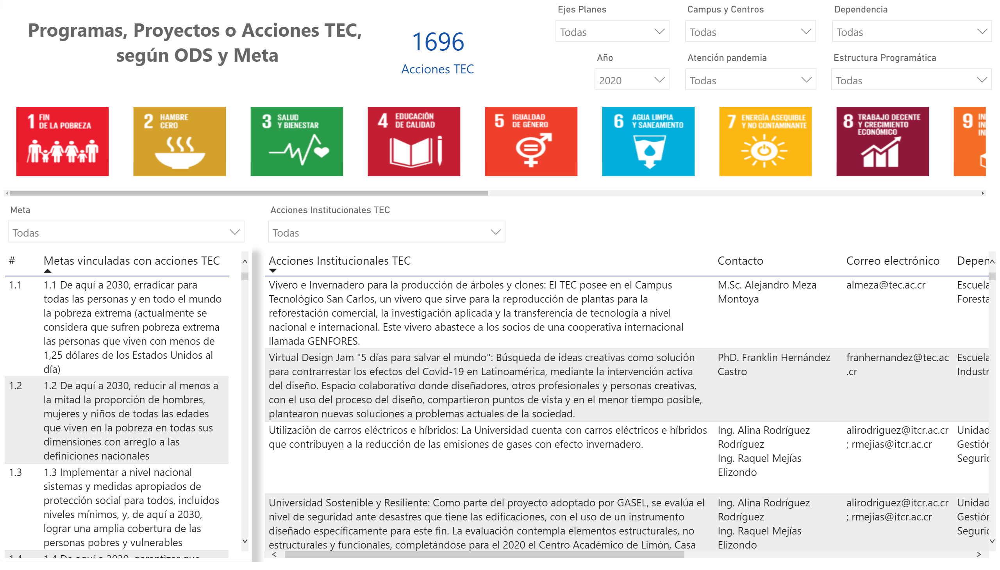 Programas, Proyectos o Acciones TEC,
según ODS y Meta
1696
Acciones TEC
Ejes Planes
Todas
Campus y Centros
Todas
Dependencia
Todas
Año
2020
Atención pandemia
Todas
Estructura Programática
Todas
1 FIN
DE LA POBREZA
2 HAMBRE
CERO
3 SALUD
Y BIENESTAR
4 EDUCACIÓN
DE CALIDAD
5 IGUALDAD
DE GÉNERO
6 AGUA LIMPIA
Y SANEAMIENTO
7 ENERGÍA ASEQUIBLE
Y NO CONTAMINANTE
8 TRABAJO DECENTE
Y CRECIMIENTO
ECONÓMICO
9
Meta
Todas
Acciones Institucionales TEC
Todas
# Metas vinculadas con acciones TEC
1.1 1.1 De aquí a 2030, erradicar para
todas las personas y en todo el mundo
la pobreza extrema (actualmente se
considera que sufren pobreza extrema
las personas que viven con menos de
1,25 dólares de los Estados Unidos al
día)
1.2 1.2 De aquí a 2030, reducir al menos a
la mitad la proporción de hombres,
mujeres y niños de todas las edades
que viven en la pobreza en todas sus
dimensiones con arreglo a las
definiciones nacionales
1.3 1.3 Implementar a nivel nacional
sistemas y medidas apropiados de
protección social para todos, incluidos
niveles mínimos, y, de aquí a 2030,
lograr una amplia cobertura de las
personas pobres y vulnerables
1.4 1.4 De aquí a 2030, garantizar que
Acciones Institucionales TEC
Contacto
Correo electrónico
Depen
Vivero e Invernadero para la producción de árboles y clones: El TEC posee en el Campus
Tecnológico San Carlos, un vivero que sirve para la reproducción de plantas para la
reforestación comercial, la investigación aplicada y la transferencia de tecnología a nivel
nacional e internacional. Este vivero abastece a los socios de una cooperativa internacional
llamada GENFORES.
M.Sc. Alejandro Meza
Montoya
almeza@tec.ac.cr
Escuela
Foresta
Virtual Design Jam "5 días para salvar el mundo": Búsqueda de ideas creativas como solución
para contrarrestar los efectos del Covid-19 en Latinoamérica, mediante la intervención activa
del diseño. Espacio colaborativo donde diseñadores, otros profesionales y personas creativas,
con el uso del proceso del diseño, compartieron puntos de vista y en el menor tiempo posible,
plantearon nuevas soluciones a problemas actuales de la sociedad.
PhD. Franklin Hernández
Castro
franhernandez@tec.ac
.cr
Escuela
Industr
Utilización de carros eléctricos e híbridos: La Universidad cuenta con carros eléctricos e híbridos
que contribuyen a la reducción de las emisiones de gases con efecto invernadero.
Ing. Alina Rodríguez
Rodríguez
Ing. Raquel Mejías
Elizondo
alirodriguez@itcr.ac.cr
; rmejias@itcr.ac.cr
Unidad
Gestión
Segurid
Universidad Sostenible y Resiliente: Como parte del proyecto adoptado por GASEL, se evalúa el
nivel de seguridad ante desastres que tiene las edificaciones, con el uso de un instrumento
diseñado específicamente para este fin. La evaluación contempla elementos estructurales, no
estructurales y funcionales, completándose para el 2020 el Centro Académico de Limón, Casa
Ing. Alina Rodríguez
Rodríguez
Ing. Raquel Mejías
Elizondo
alirodriguez@itcr.ac.cr
; rmejias@itcr.ac.cr
Unidad
Gestión
Segurid